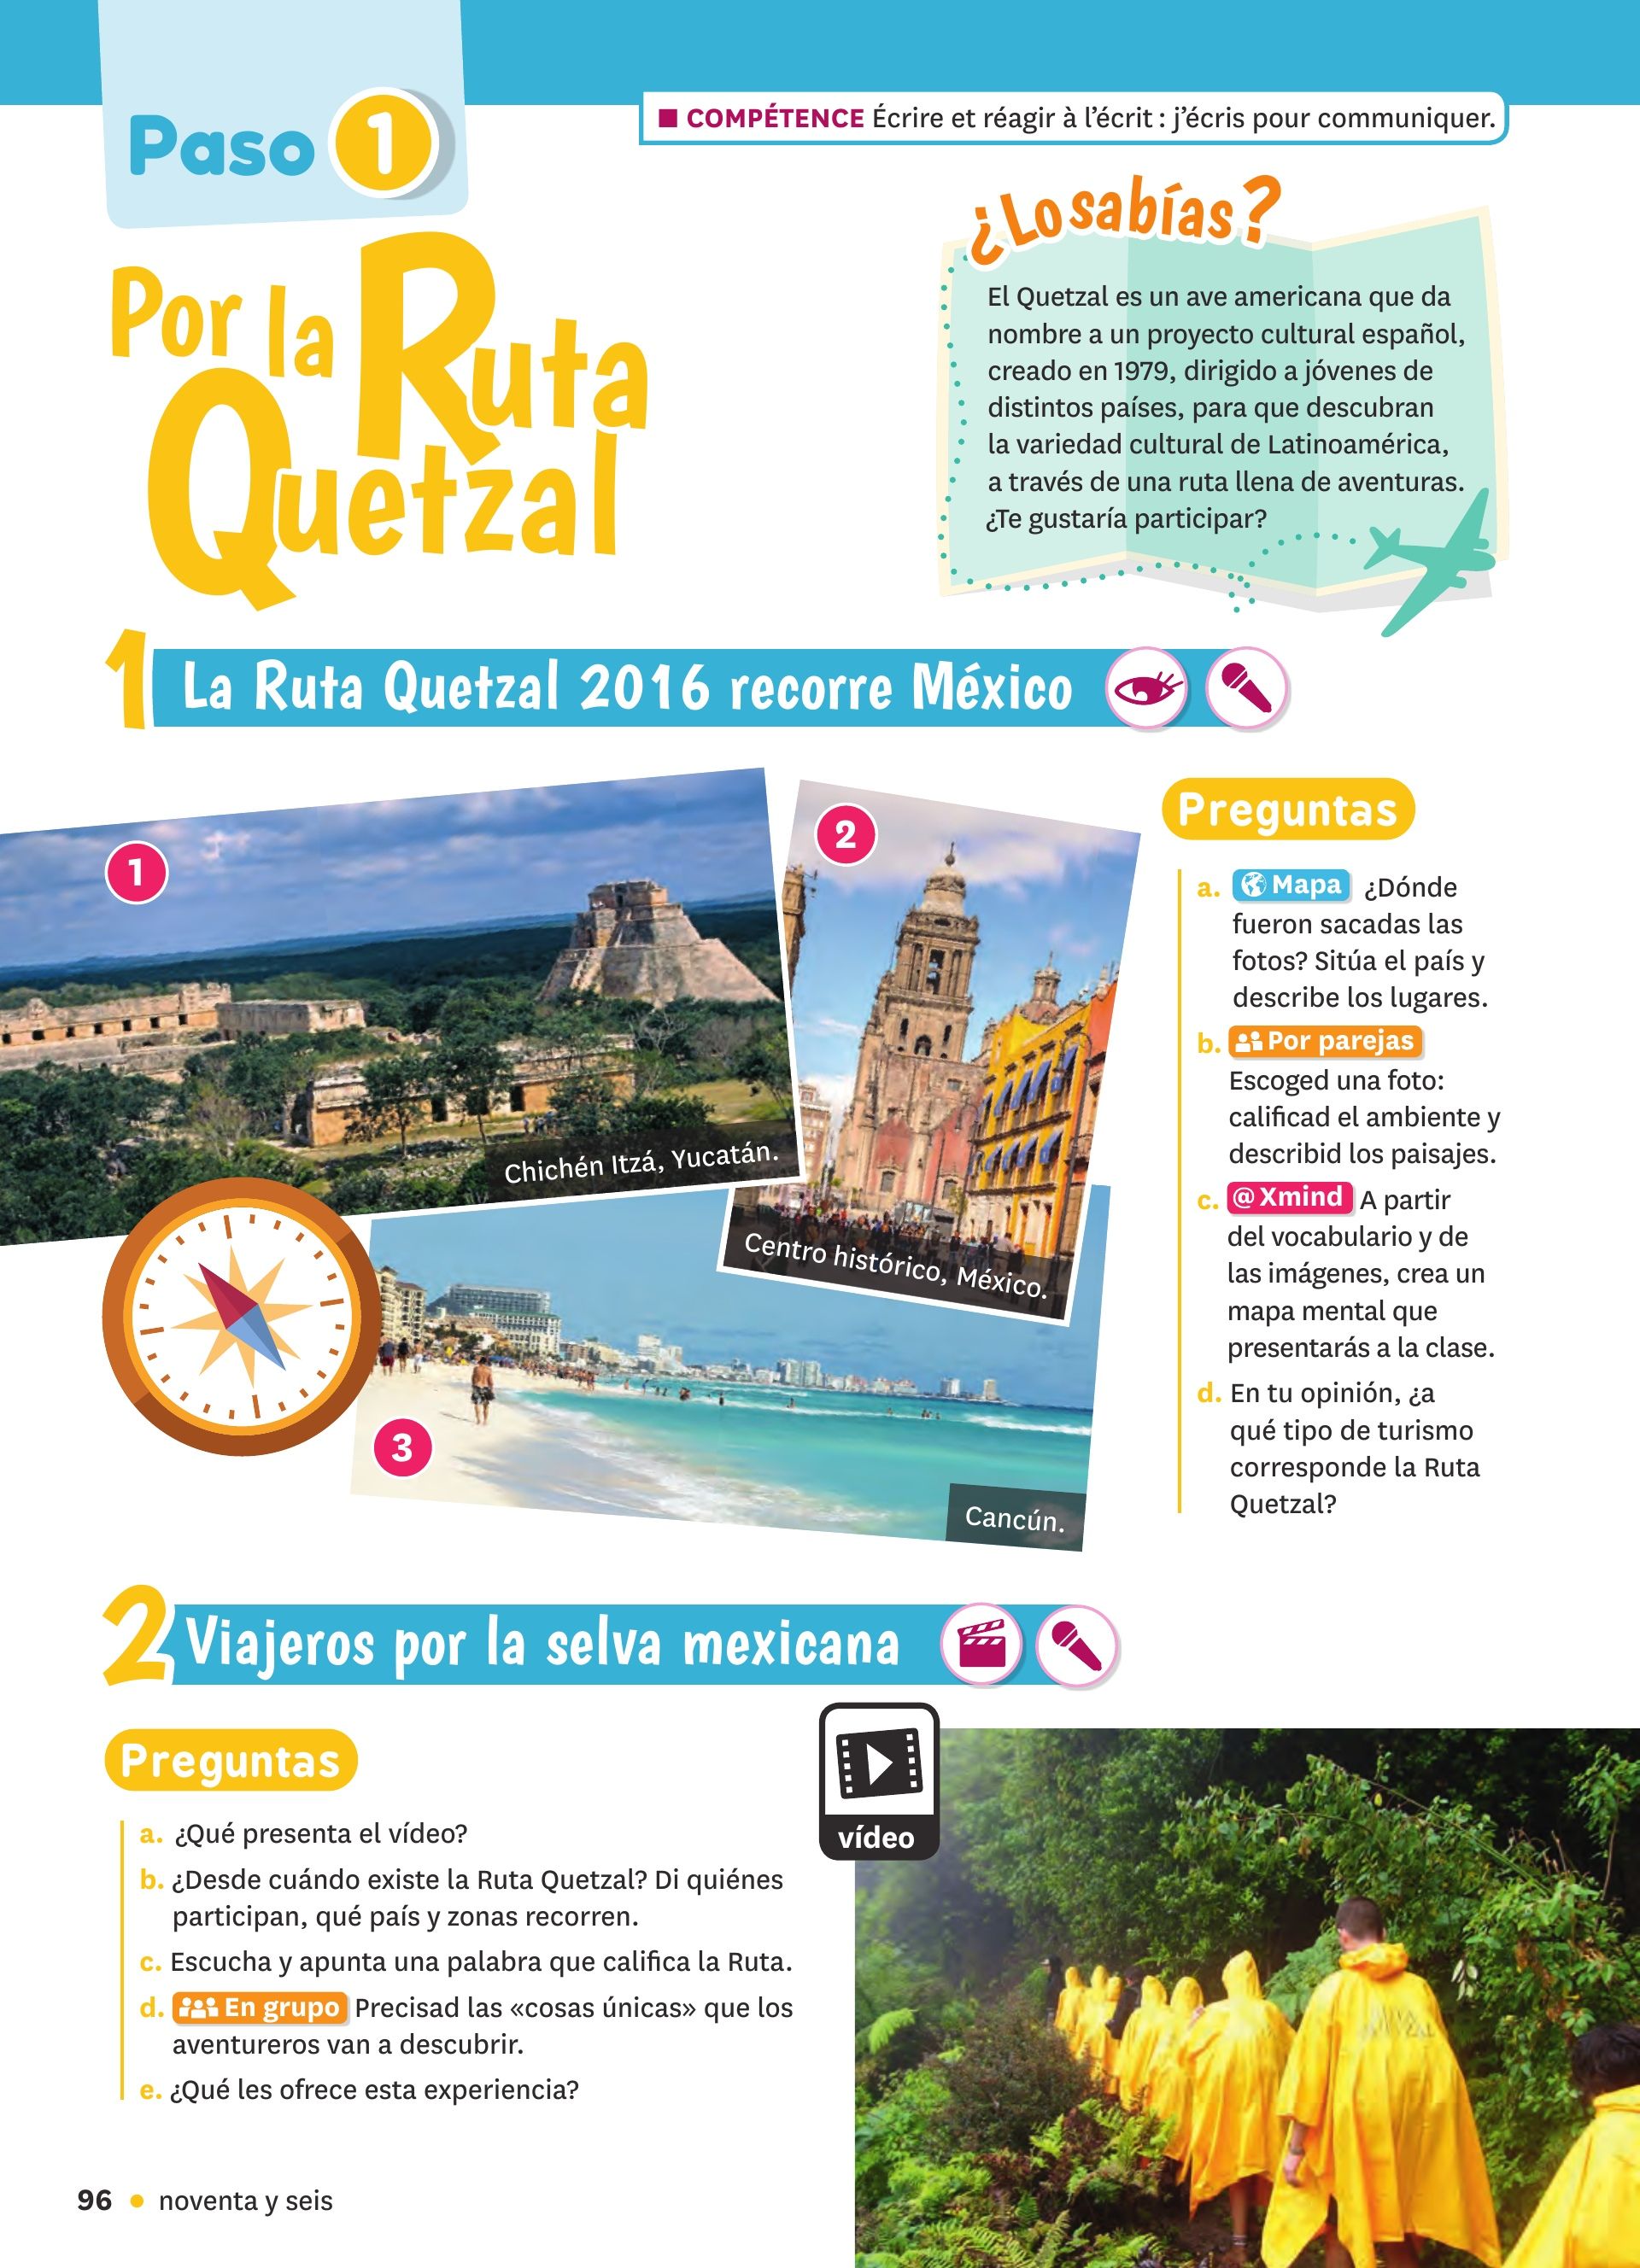 Paso 1
■ COMPÉTENCE Écrire et réagir à l'écrit : j'écris pour communiquer.
Por la Ruta
Quetzal
¿Lo sabías?
El Quetzal es un ave americana que da
nombre a un proyecto cultural español,
creado en 1979, dirigido a jóvenes de
distintos países, para que descubran
la variedad cultural de Latinoamérica,
a través de una ruta llena de aventuras.
¿Te gustaría participar?
1 La Ruta Quetzal 2016 recorre México
1
Chichén Itzá, Yucatán.
2
Centro histórico, México.
3
Cancún.
Preguntas
a. Mapa ¿Dónde
fueron sacadas las
fotos? Sitúa el país y
describe los lugares.
b. Por parejas
Escoged una foto:
calificad el ambiente y
describid los paisajes.
c. @ Xmind A partir
del vocabulario y de
las imágenes, crea un
mapa mental que
presentarás a la clase.
d. En tu opinión, ¿a
qué tipo de turismo
corresponde la Ruta
Quetzal?
2 Viajeros por la selva mexicana
Preguntas
a. ¿Qué presenta el vídeo?
b. ¿Desde cuándo existe la Ruta Quetzal? Di quiénes
participan, qué país y zonas recorren.
c. Escucha y apunta una palabra que califica la Ruta.
d. En grupo Precisad las «cosas únicas» que los
aventureros van a descubrir.
e. ¿Qué les ofrece esta experiencia?
vídeo
96 • noventa y seis